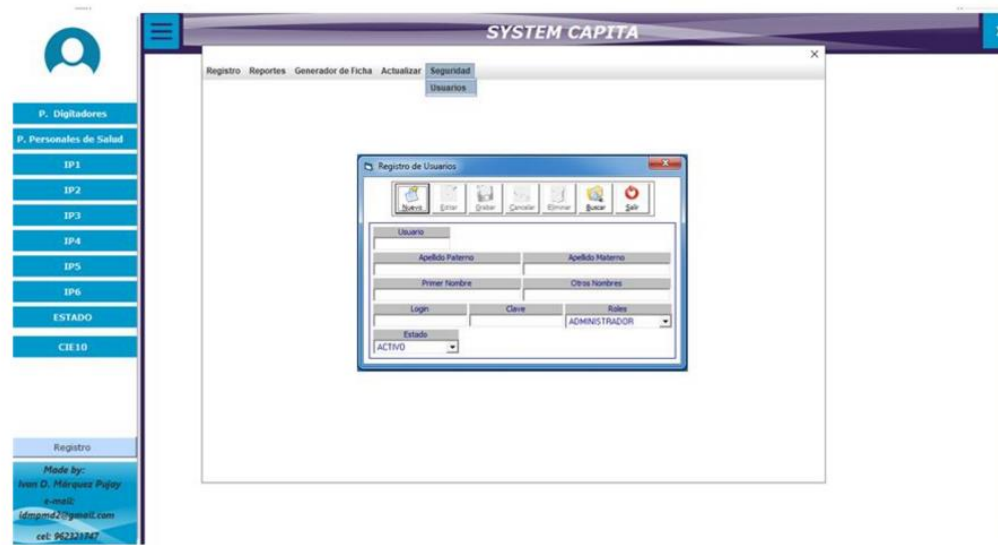 SYSTEM CAPITA
Registro Reportes Generador de Ficha Actualizar Seguridad
Usuarios
P. Digitadores
P. Personales de Salud
IP1
IP2
IP3
IP4
IP5
IP6
ESTADO
CIE10
Registro
Made by:
Ivan D. Márquez Pujay
e-mail:
idmpmd2@gmail.com
cel: 962321747
Registro de Usuarios
Nuevo Editar Grabar Cancelar Eliminar Buscar Salir
Usuario
Apellido Paterno Apellido Materno
Primer Nombre Otros Nombres
Login Clave Roles
ADMINISTRADOR
Estado
ACTIVO